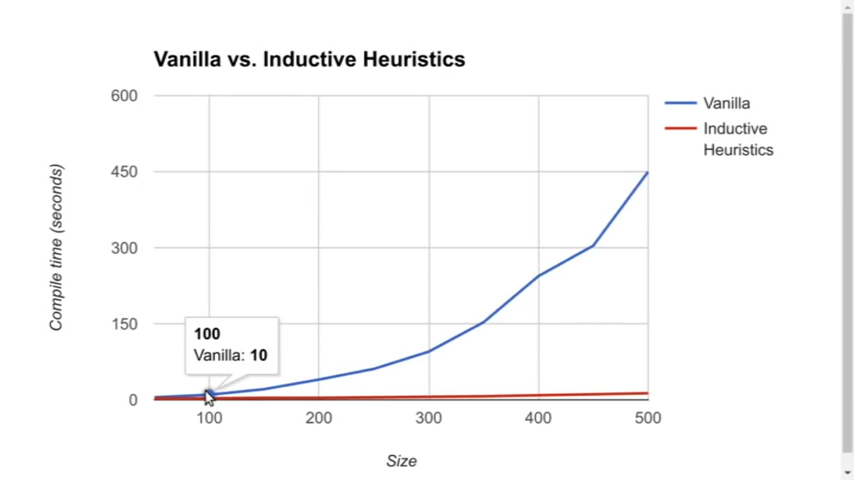 Vanilla vs. Inductive Heuristics
600
450
300
150
0
Compile time (seconds)
100
Vanilla: 10
100
200
300
400
500
Size
Vanilla
Inductive
Heuristics